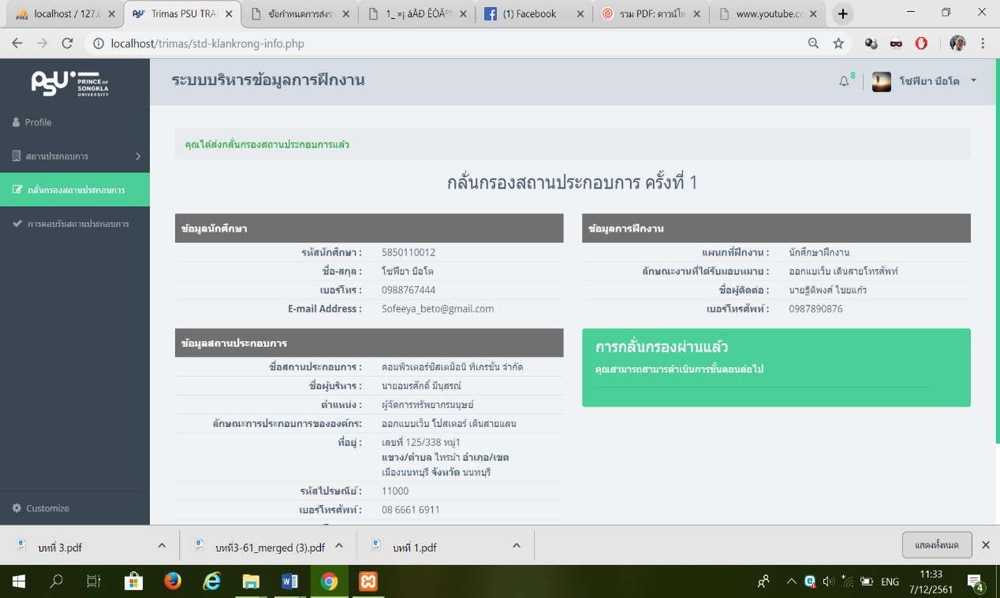 localhost / 127.0
Trimas PSU TRAI
ข้อกำหนดการส่งรา
1_ »¡ áÅÐ ÊÒÃºÑ
(1) Facebook
รวม PDF: ดาวน์โห
www.youtube.co
localhost/trimas/std-klankrong-info.php
PSU PRINCE OF SONGKLA UNIVERSITY
ระบบบริหารข้อมูลการฝึกงาน
8
โซฟียา บือโต
Profile
สถานประกอบการ
กลั่นกรองสถานประกอบการ
การตอบรับสถานประกอบการ
Customize
คุณได้ส่งกลั่นกรองสถานประกอบการแล้ว
กลั่นกรองสถานประกอบการ ครั้งที่ 1
ข้อมูลนักศึกษา
รหัสนักศึกษา : 5850110012
ชื่อ-สกุล : โซฟียา บือโต
เบอร์โทร : 0988767444
E-mail Address : Sofeeya_beto@gmail.com
ข้อมูลการฝึกงาน
แผนกที่ฝึกงาน : นักศึกษาฝึกงาน
ลักษณะงานที่ได้รับมอบหมาย : ออกแบเว็บ เดินสายโทรศัพท์
ชื่อผู้ติดต่อ : นายฐิติพงศ์ ไชยแก้ว
เบอร์โทรศัพท์ : 0987890876
ข้อมูลสถานประกอบการ
ชื่อสถานประกอบการ : คอมพิวเตอร์ซิสเตม็อนิ ทิเกรชั่น จำกัด
ชื่อผู้บริหาร : นายอมรศักดิ์ มีนุสรณ์
ตำแหน่ง : ผู้จัดการทรัพยากรมนุษย์
ลักษณะการประกอบการขององค์กร: ออกแบบเว็บ โปสเตอร์ เดินสายแลน
ที่อยู่ : เลขที่ 125/338 หมู่1
แขวง/ตำบล ไทรม้า อำเภอ/เขต
เมืองนนทบุรี จังหวัด นนทบุรี
รหัสไปรษณีย์ : 11000
เบอร์โทรศัพท์ : 08 6661 6911
การกลั่นกรองผ่านแล้ว
คุณสามารถสามารดำเนินการขั้นตอนต่อไป
บทที่ 3.pdf
บทที่3-61_merged (3).pdf
บทที่ 1.pdf
แสดงทั้งหมด
ENG
11:33
7/12/2561
4